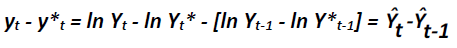 yt - y*t = ln Yt - ln Yt* - [ln Yt-1 - ln Y*t-1] = Ŷt -Ŷt-1